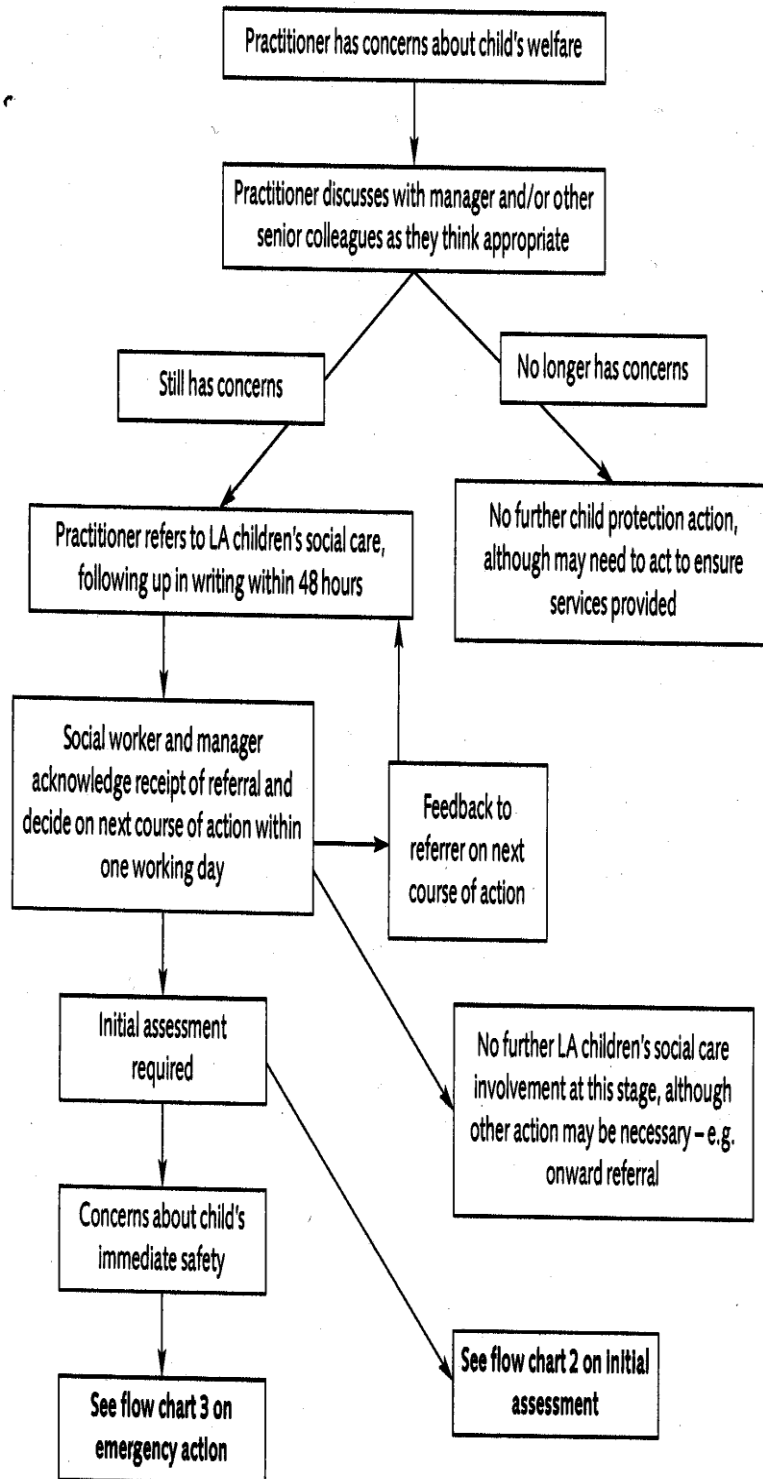 Practitioner has concerns about child's welfare
Practitioner discusses with manager and/or other
senior colleagues as they think appropriate
Still has concerns
No longer has concerns
Practitioner refers to LA children's social care,
following up in writing within 48 hours
No further child protection action,
although may need to act to ensure
services provided
Social worker and manager
acknowledge receipt of referral and
decide on next course of action within
one working day
Feedback to
referrer on next
course of action
Initial assessment
required
No further LA children's social care
involvement at this stage, although
other action may be necessary – e.g.
onward referral
Concerns about child's
immediate safety
See flow chart 2 on initial
assessment
See flow chart 3 on
emergency action